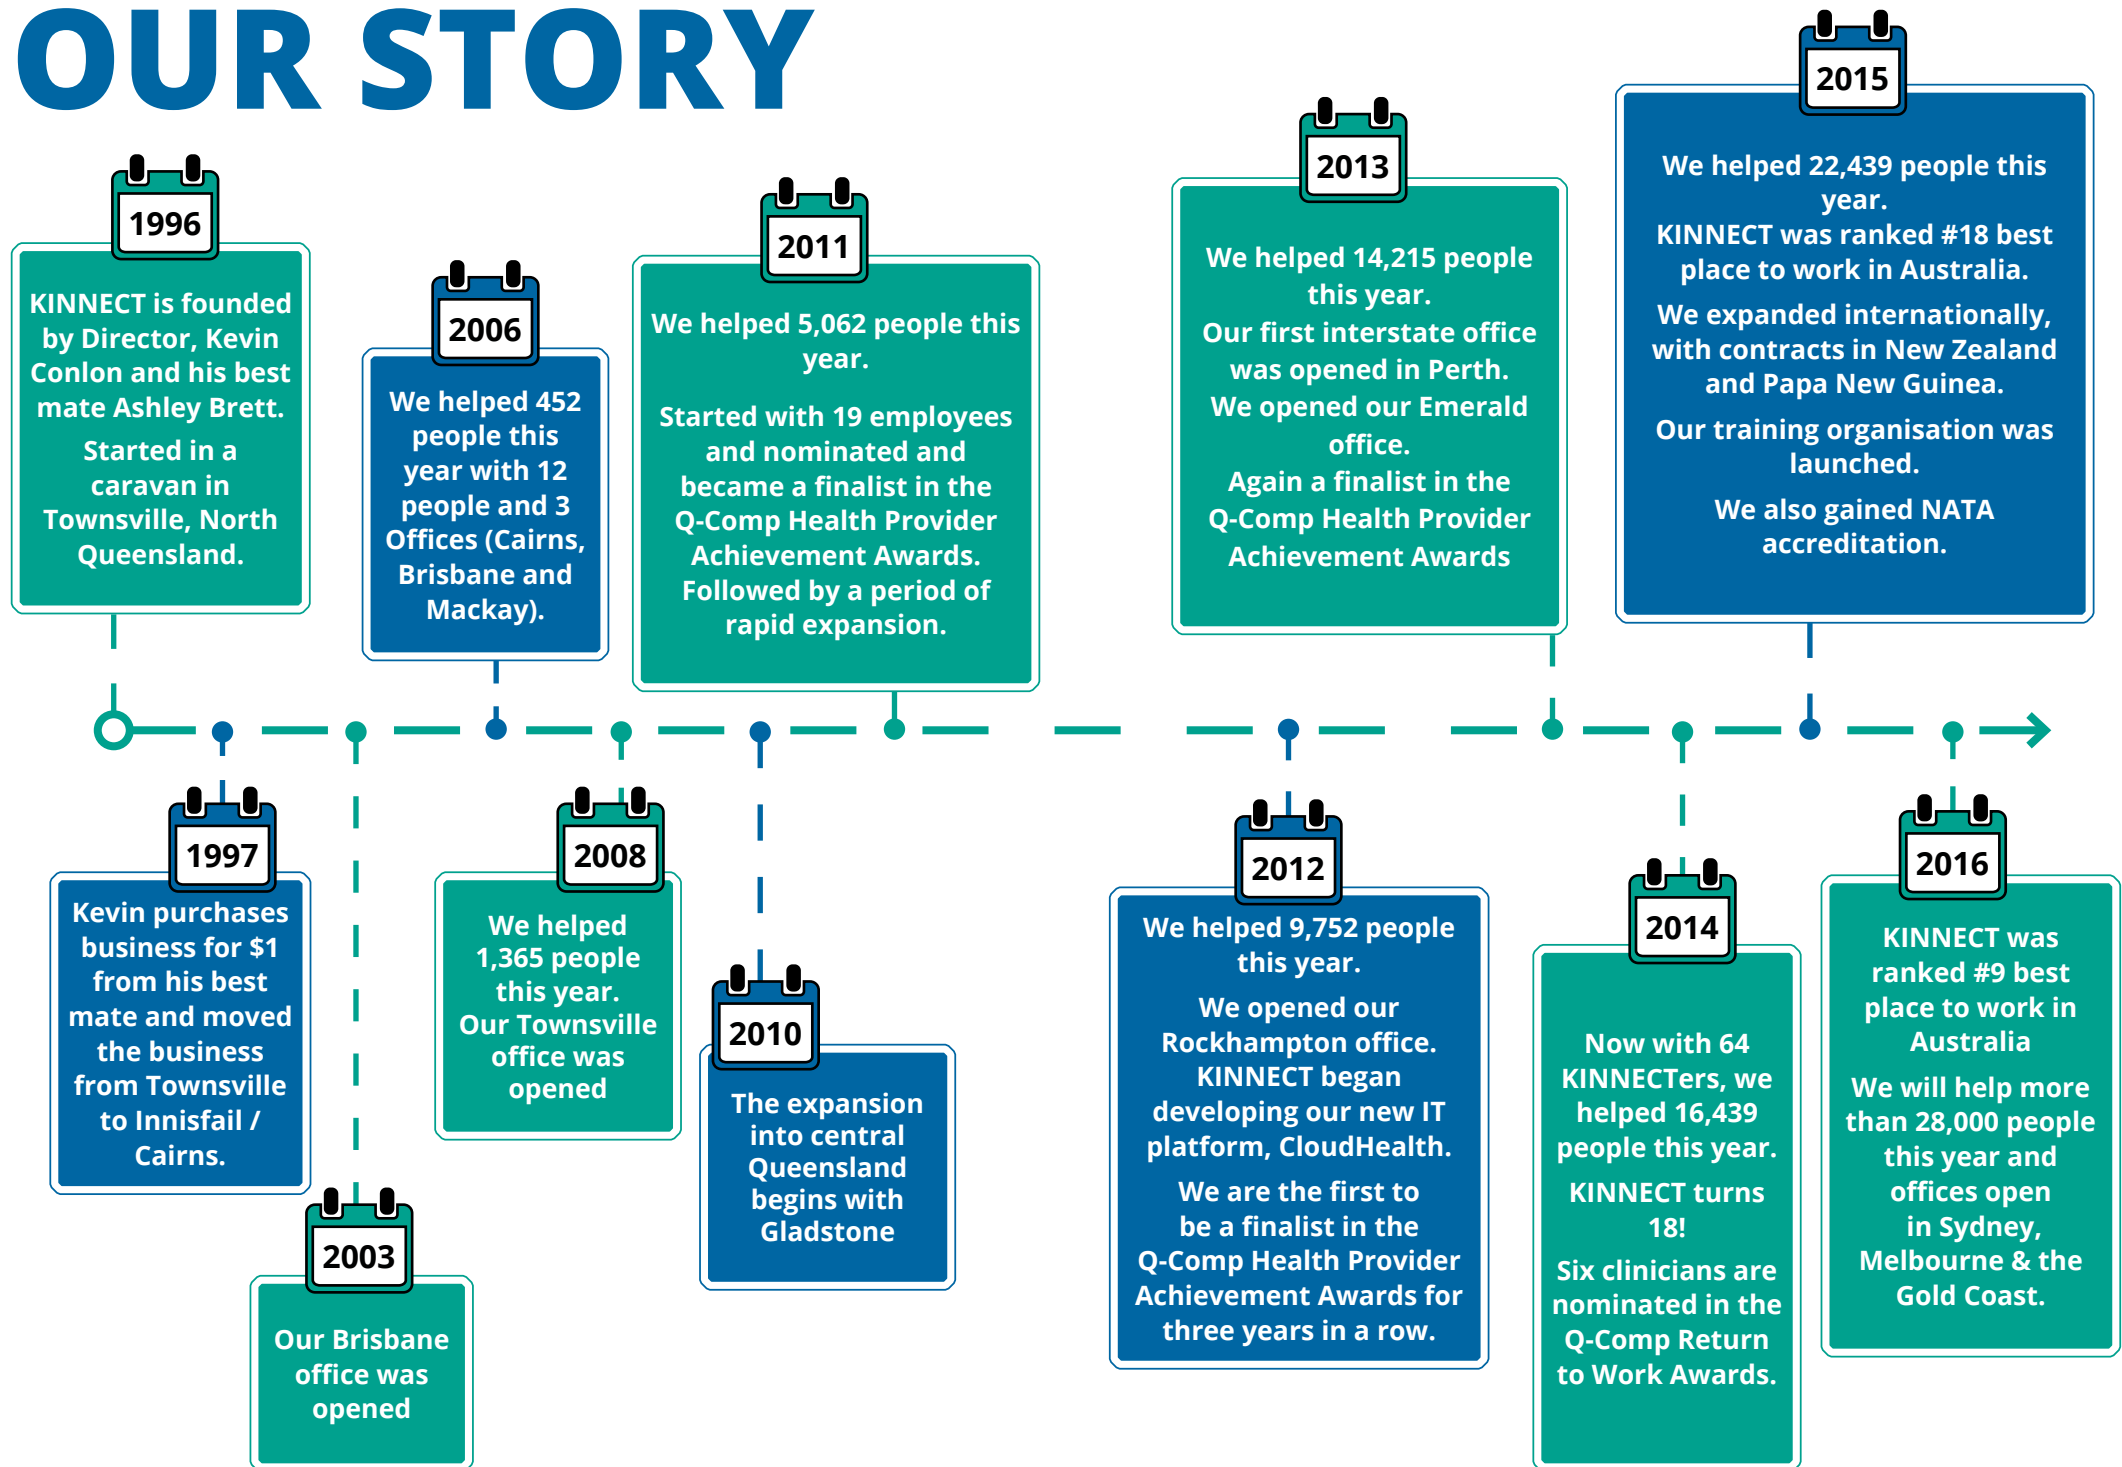 OUR STORY
1996
KINNECT is founded
by Director, Kevin
Conlon and his best
mate Ashley Brett.
Started in a
caravan in
Townsville, North
Queensland.
1997
Kevin purchases
business for $1
from his best
mate and moved
the business
from Townsville
to Innisfail /
Cairns.
2003
Our Brisbane
office was
opened
2006
We helped 452
people this
year with 12
people and 3
Offices (Cairns,
Brisbane and
Mackay).
2008
We helped
1,365 people
this year.
Our Townsville
office was
opened
2010
The expansion
into central
Queensland
begins with
Gladstone
2011
We helped 5,062 people this
year.
Started with 19 employees
and nominated and
became a finalist in the
Q-Comp Health Provider
Achievement Awards.
Followed by a period of
rapid expansion.
2012
We helped 9,752 people
this year.
We opened our
Rockhampton office.
KINNECT began
developing our new IT
platform, CloudHealth.
We are the first to
be a finalist in the
Q-Comp Health Provider
Achievement Awards for
three years in a row.
2013
We helped 14,215 people
this year.
Our first interstate office
was opened in Perth.
We opened our Emerald
office.
Again a finalist in the
Q-Comp Health Provider
Achievement Awards
2014
Now with 64
KINNECTers, we
helped 16,439
people this year.
KINNECT turns
18!
Six clinicians are
nominated in the
Q-Comp Return
to Work Awards.
2015
We helped 22,439 people this
year.
KINNECT was ranked #18 best
place to work in Australia.
We expanded internationally,
with contracts in New Zealand
and Papa New Guinea.
Our training organisation was
launched.
We also gained NATA
accreditation.
2016
KINNECT was
ranked #9 best
place to work in
Australia
We will help more
than 28,000 people
this year and
offices open
in Sydney,
Melbourne & the
Gold Coast.